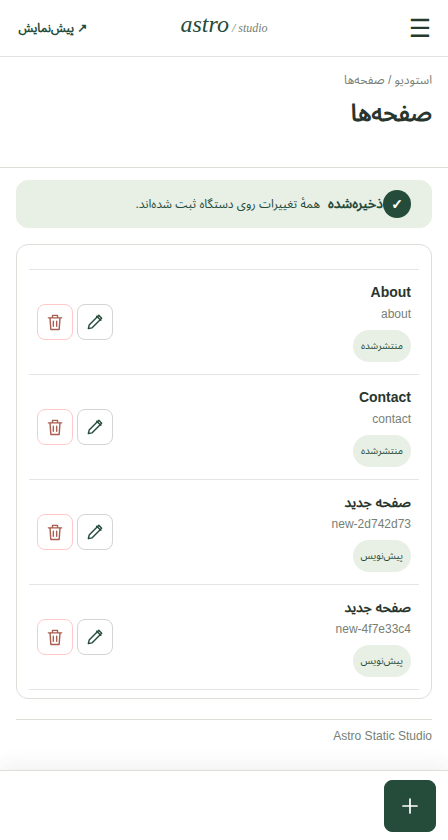 astro / studio
پیش‌نمایش ↗
استودیو / صفحه‌ها
صفحه‌ها
ذخیره‌شده همهٔ تغییرات روی دستگاه ثبت شده‌اند.
About
about
منتشرشده
Contact
contact
منتشرشده
صفحه جدید
new-2d742d73
پیش‌نویس
صفحه جدید
new-4f7e33c4
پیش‌نویس
Astro Static Studio